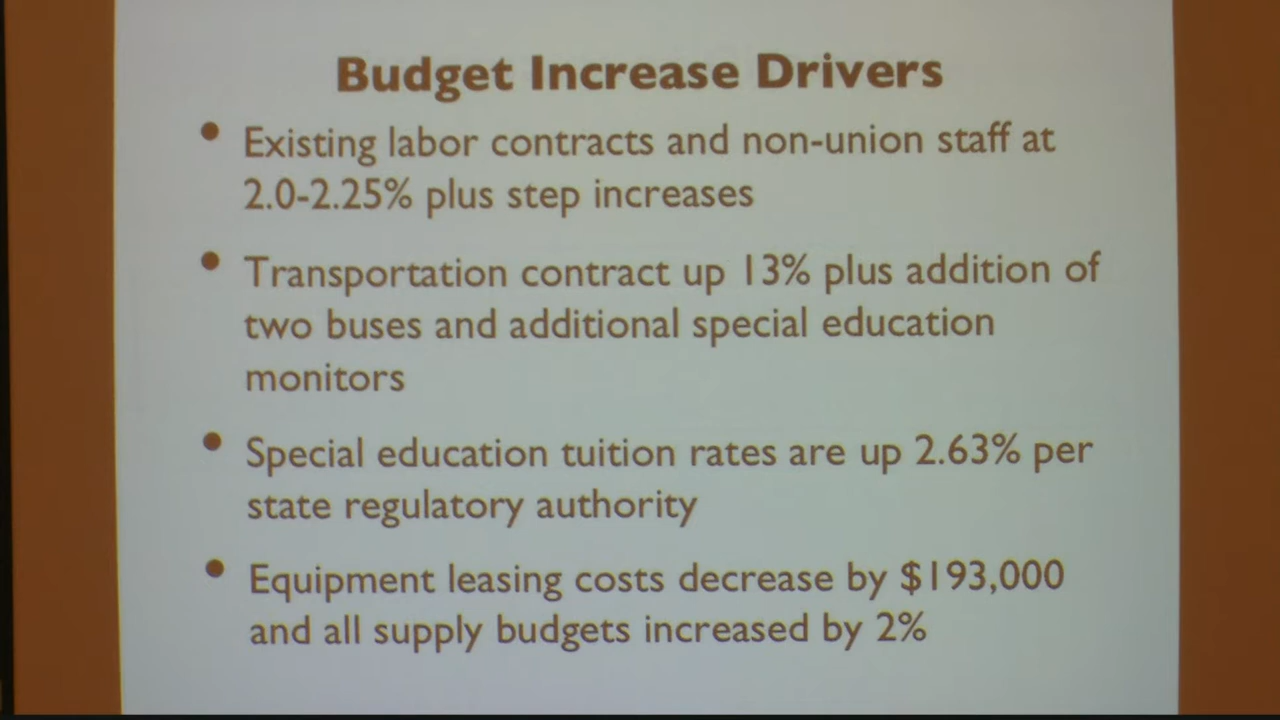 Budget Increase Drivers
• Existing labor contracts and non-union staff at
2.0-2.25% plus step increases
• Transportation contract up 13% plus addition of
two buses and additional special education
monitors
• Special education tuition rates are up 2.63% per
state regulatory authority
• Equipment leasing costs decrease by $193,000
and all supply budgets increased by 2%